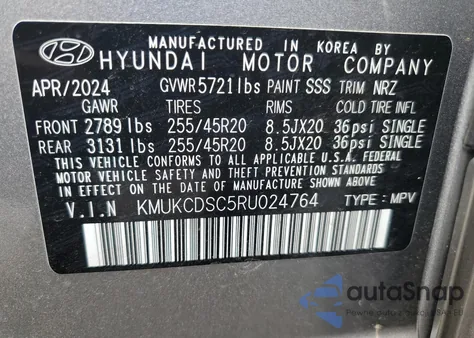 MANUFACTURED IN KOREA BY
HYUNDAI MOTOR COMPANY
APR/2024 GVWR 5721 lbs PAINT SSS TRIM NRZ
GAWR TIRES RIMS COLD TIRE INFL
FRONT 2789 lbs 255/45R20 8.5JX20 36psi SINGLE
REAR 3131 lbs 255/45R20 8.5JX20 36psi SINGLE
THIS VEHICLE CONFORMS TO ALL APPLICABLE U.S.A. FEDERAL
MOTOR VEHICLE SAFETY AND THEFT PREVENTION STANDARDS
IN EFFECT ON THE DATE OF MANUFACTURE SHOWN ABOVE.
V.I.N KMUKCDSC5RU024764 TYPE : MPV
autoSnap
Pewne auto z USA